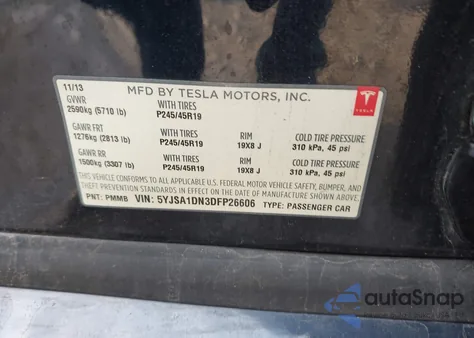 11/13
MFD BY TESLA MOTORS, INC.
GVWR
2590kg (5710 lb)
WITH TIRES
P245/45R19
TESLA
GAWR FRT
1276kg (2813 lb)
WITH TIRES
P245/45R19
RIM
19X8 J
COLD TIRE PRESSURE
310 kPa, 45 psi
GAWR RR
1500kg (3307 lb)
WITH TIRES
P245/45R19
RIM
19X8 J
COLD TIRE PRESSURE
310 kPa, 45 psi
THIS VEHICLE CONFORMS TO ALL APPLICABLE U.S. FEDERAL MOTOR VEHICLE SAFETY, BUMPER, AND
THEFT PREVENTION STANDARDS IN EFFECT ON THE DATE OF MANUFACTURE SHOWN ABOVE.
PNT: PMMB VIN: 5YJSA1DN3DFP26606 TYPE: PASSENGER CAR
autoSnap